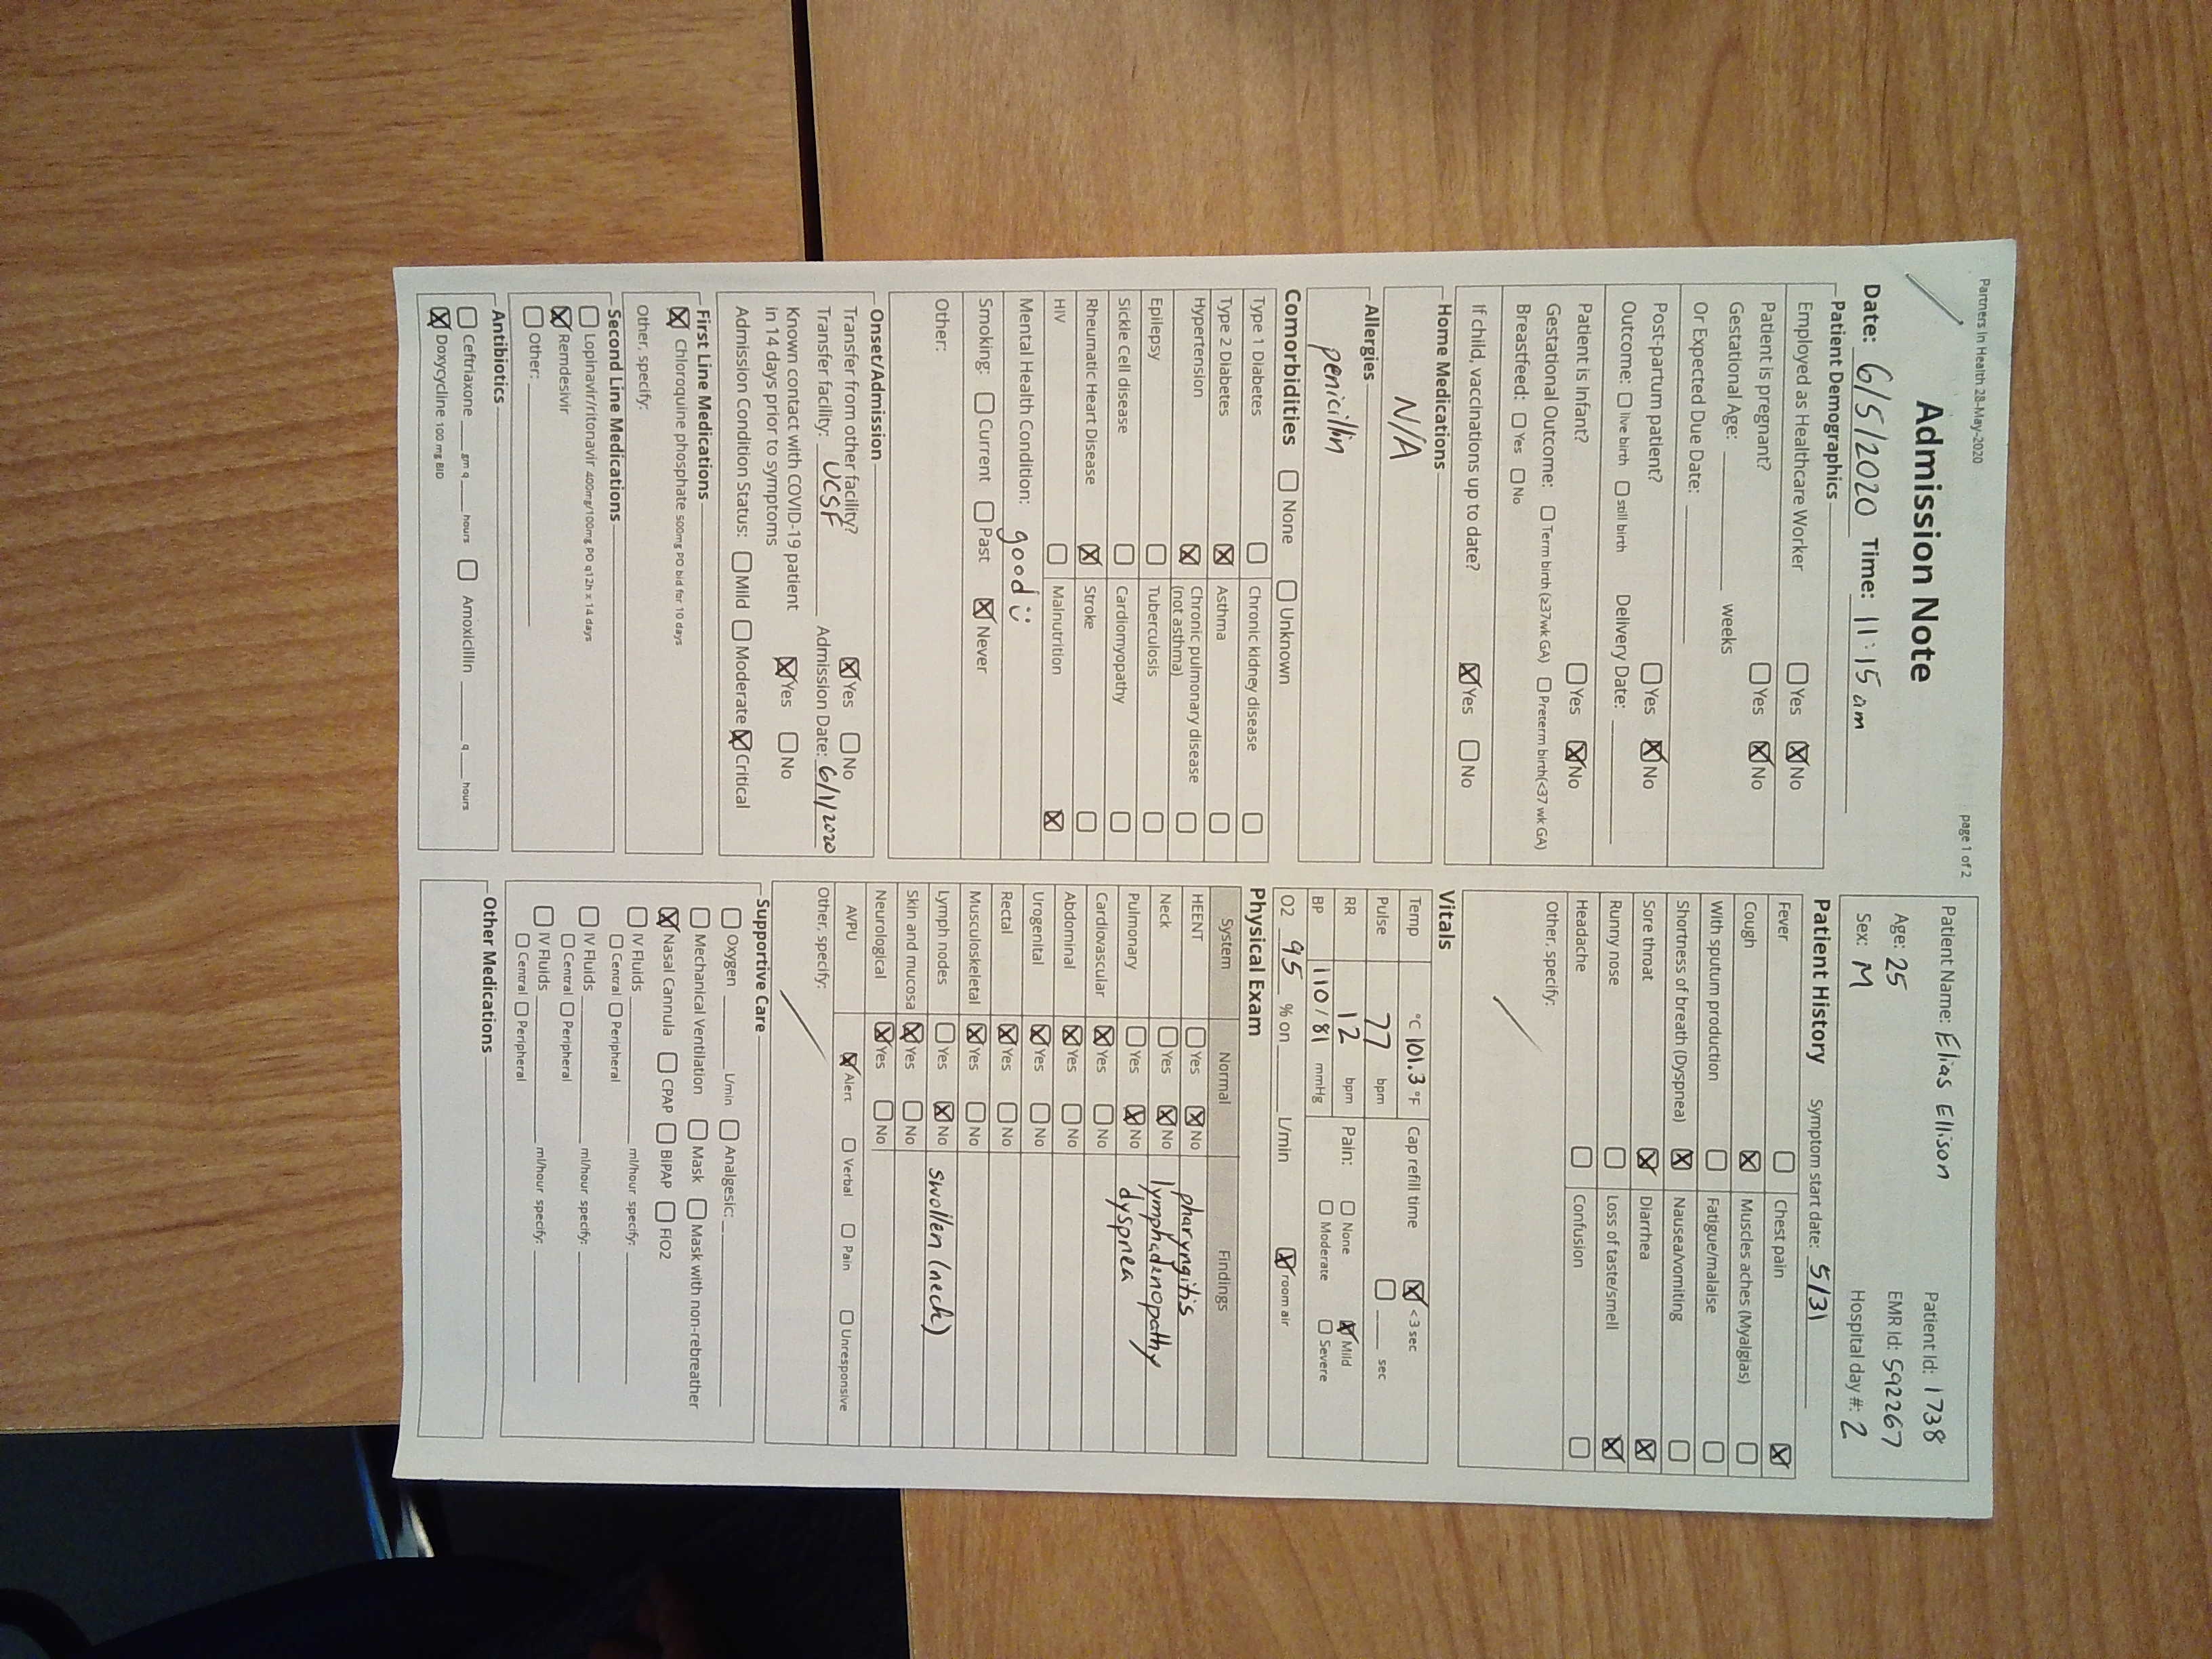 Partners In Health 28-May-2020
page 1 of 2
Admission Note
Date: 6/5/2020 Time: 11:15 am
Patient Demographics
Employed as Healthcare Worker ☐ Yes ☒ No
Patient is pregnant? ☐ Yes ☒ No
Gestational Age: ______ weeks
Or Expected Due Date: ______
Post-partum patient? ☐ Yes ☒ No
Outcome: ☐ live birth ☐ still birth Delivery Date: ______
Patient is Infant? ☐ Yes ☒ No
Gestational Outcome: ☐ Term birth (≥37wk GA) ☐ Preterm birth(<37 wk GA)
Breastfeed: ☐ Yes ☐ No
If child, vaccinations up to date? ☒ Yes ☐ No
Home Medications
N/A
Allergies
penicillin
Comorbidities ☐ None ☐ Unknown
Type 1 Diabetes ☐ Chronic kidney disease ☐
Type 2 Diabetes ☒ Asthma ☐
Hypertension ☒ Chronic pulmonary disease ☐
(not asthma)
Epilepsy ☐ Tuberculosis ☐
Sickle Cell disease ☐ Cardiomyopathy ☐
Rheumatic Heart Disease ☒ Stroke ☐
HIV ☐ Malnutrition ☒
Mental Health Condition: good :)
Smoking: ☐ Current ☐ Past ☒ Never
Other:
Onset/Admission
Transfer from other facility? ☒ Yes ☐ No
Transfer facility: UCSF Admission Date: 6/1/2020
Known contact with COVID-19 patient
in 14 days prior to symptoms ☒ Yes ☐ No
Admission Condition Status: ☐ Mild ☐ Moderate ☒ Critical
First Line Medications
☒ Chloroquine phosphate 500mg PO bid for 10 days
Other, specify:
Second Line Medications
☐ Lopinavir/ritonavir 400mg/100mg PO q12h x 14 days
☒ Remdesivir
☐ Other: ______
Antibiotics
☐ Ceftriaxone ___ gm q ___ hours ☐ Amoxicillin ___ q ___ hours
☒ Doxycycline 100 mg BID
Patient Name: Elias Ellison Patient Id: 1738
Age: 25 EMR Id: 592267
Sex: M Hospital day #: 2
Patient History Symptom start date: 5/31
Fever ☐ Chest pain ☒
Cough ☒ Muscles aches (Myalgias) ☐
With sputum production ☐ Fatigue/malaise ☐
Shortness of breath (Dyspnea) ☒ Nausea/vomiting ☐
Sore throat ☒ Diarrhea ☒
Runny nose ☐ Loss of taste/smell ☒
Headache ☐ Confusion ☐
Other, specify:
Vitals
Temp °C 101.3 °F Cap refill time ☒ < 3 sec
Pulse 77 bpm ☐ ___ sec
RR 12 bpm Pain: ☐ None ☒ Mild
BP 110 / 81 mmHg ☐ Moderate ☐ Severe
O2 95 % on ___ L/min ☒ room air
Physical Exam
System Normal Findings
HEENT ☐ Yes ☒ No pharyngitis
Neck ☐ Yes ☒ No lymphadenopathy
Pulmonary ☐ Yes ☒ No dyspnea
Cardiovascular ☒ Yes ☐ No
Abdominal ☒ Yes ☐ No
Urogenital ☒ Yes ☐ No
Rectal ☒ Yes ☐ No
Musculoskeletal ☒ Yes ☐ No
Lymph nodes ☐ Yes ☒ No swollen (neck)
Skin and mucosa ☒ Yes ☐ No
Neurological ☒ Yes ☐ No
AVPU ☒ Alert ☐ Verbal ☐ Pain ☐ Unresponsive
Other, specify:
Supportive Care
☐ Oxygen ______ L/min ☐ Analgesic: ______
☐ Mechanical Ventilation ☐ Mask ☐ Mask with non-rebreather
☒ Nasal Cannula ☐ CPAP ☐ BiPAP ☐ FiO2
☐ IV Fluids ______ ml/hour specify: ______
☐ Central ☐ Peripheral
☐ IV Fluids ______ ml/hour specify: ______
☐ Central ☐ Peripheral
☐ IV Fluids ______ ml/hour specify: ______
☐ Central ☐ Peripheral
Other Medications